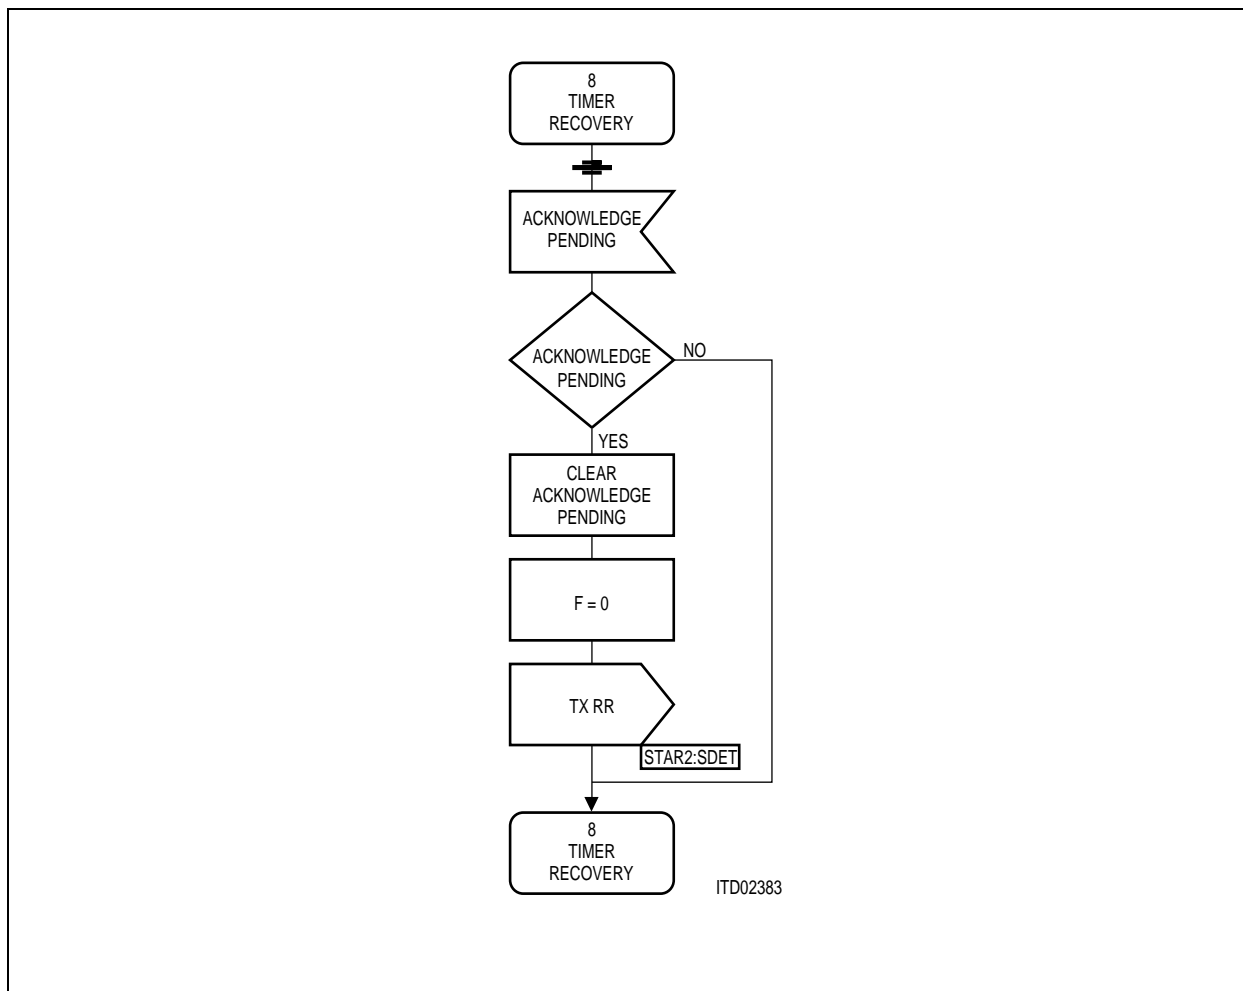 8
TIMER
RECOVERY
ACKNOWLEDGE
PENDING
ACKNOWLEDGE
PENDING
NO
YES
CLEAR
ACKNOWLEDGE
PENDING
F = 0
TX RR
STAR2:SDET
8
TIMER
RECOVERY
ITD02383